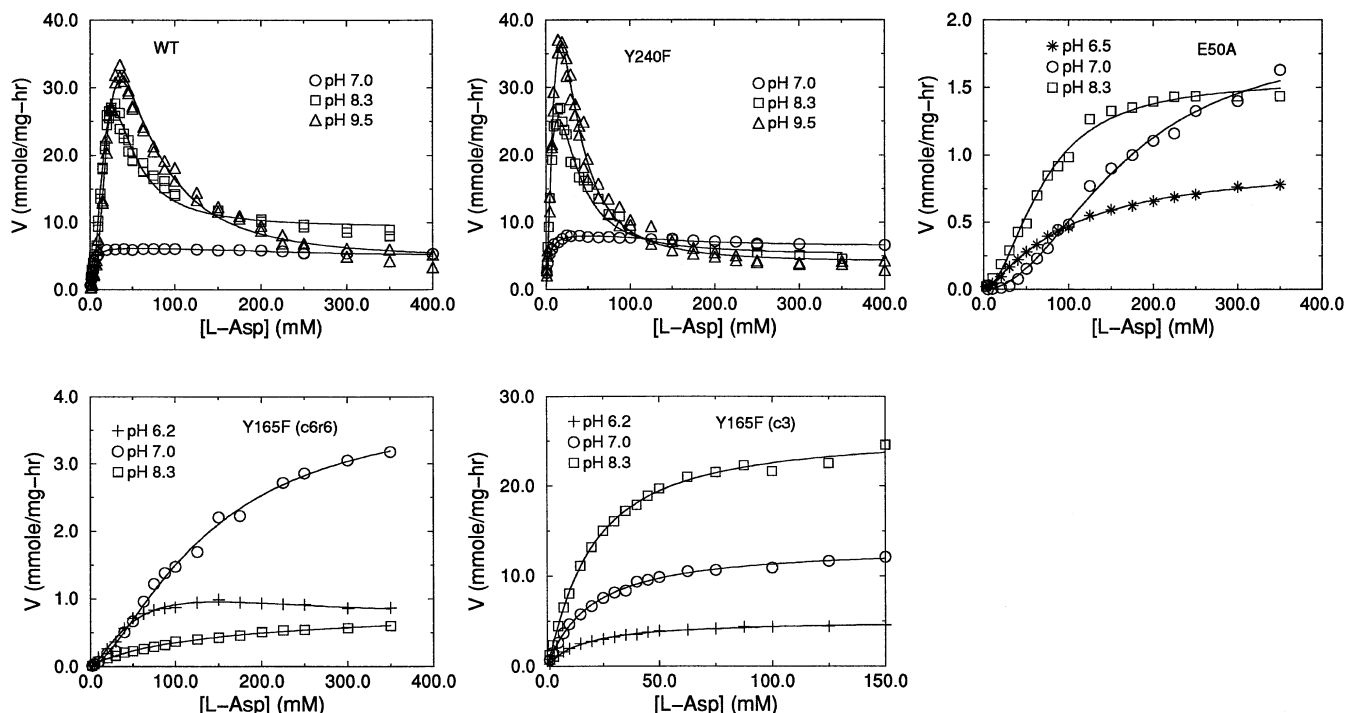 WT
○ pH 7.0
□ pH 8.3
△ pH 9.5
V (mmole/mg−hr)
40.0
30.0
20.0
10.0
0.0
0.0 100.0 200.0 300.0 400.0
[L−Asp] (mM)
Y240F
○ pH 7.0
□ pH 8.3
△ pH 9.5
V (mmole/mg−hr)
40.0
30.0
20.0
10.0
0.0
0.0 100.0 200.0 300.0 400.0
[L−Asp] (mM)
E50A
✳ pH 6.5
○ pH 7.0
□ pH 8.3
V (mmole/mg−hr)
2.0
1.5
1.0
0.5
0.0
0.0 100.0 200.0 300.0 400.0
[L−Asp] (mM)
Y165F (c6r6)
+ pH 6.2
○ pH 7.0
□ pH 8.3
V (mmole/mg−hr)
4.0
3.0
2.0
1.0
0.0
0.0 100.0 200.0 300.0 400.0
[L−Asp] (mM)
Y165F (c3)
+ pH 6.2
○ pH 7.0
□ pH 8.3
V (mmole/mg−hr)
30.0
20.0
10.0
0.0
0.0 50.0 100.0 150.0
[L−Asp] (mM)